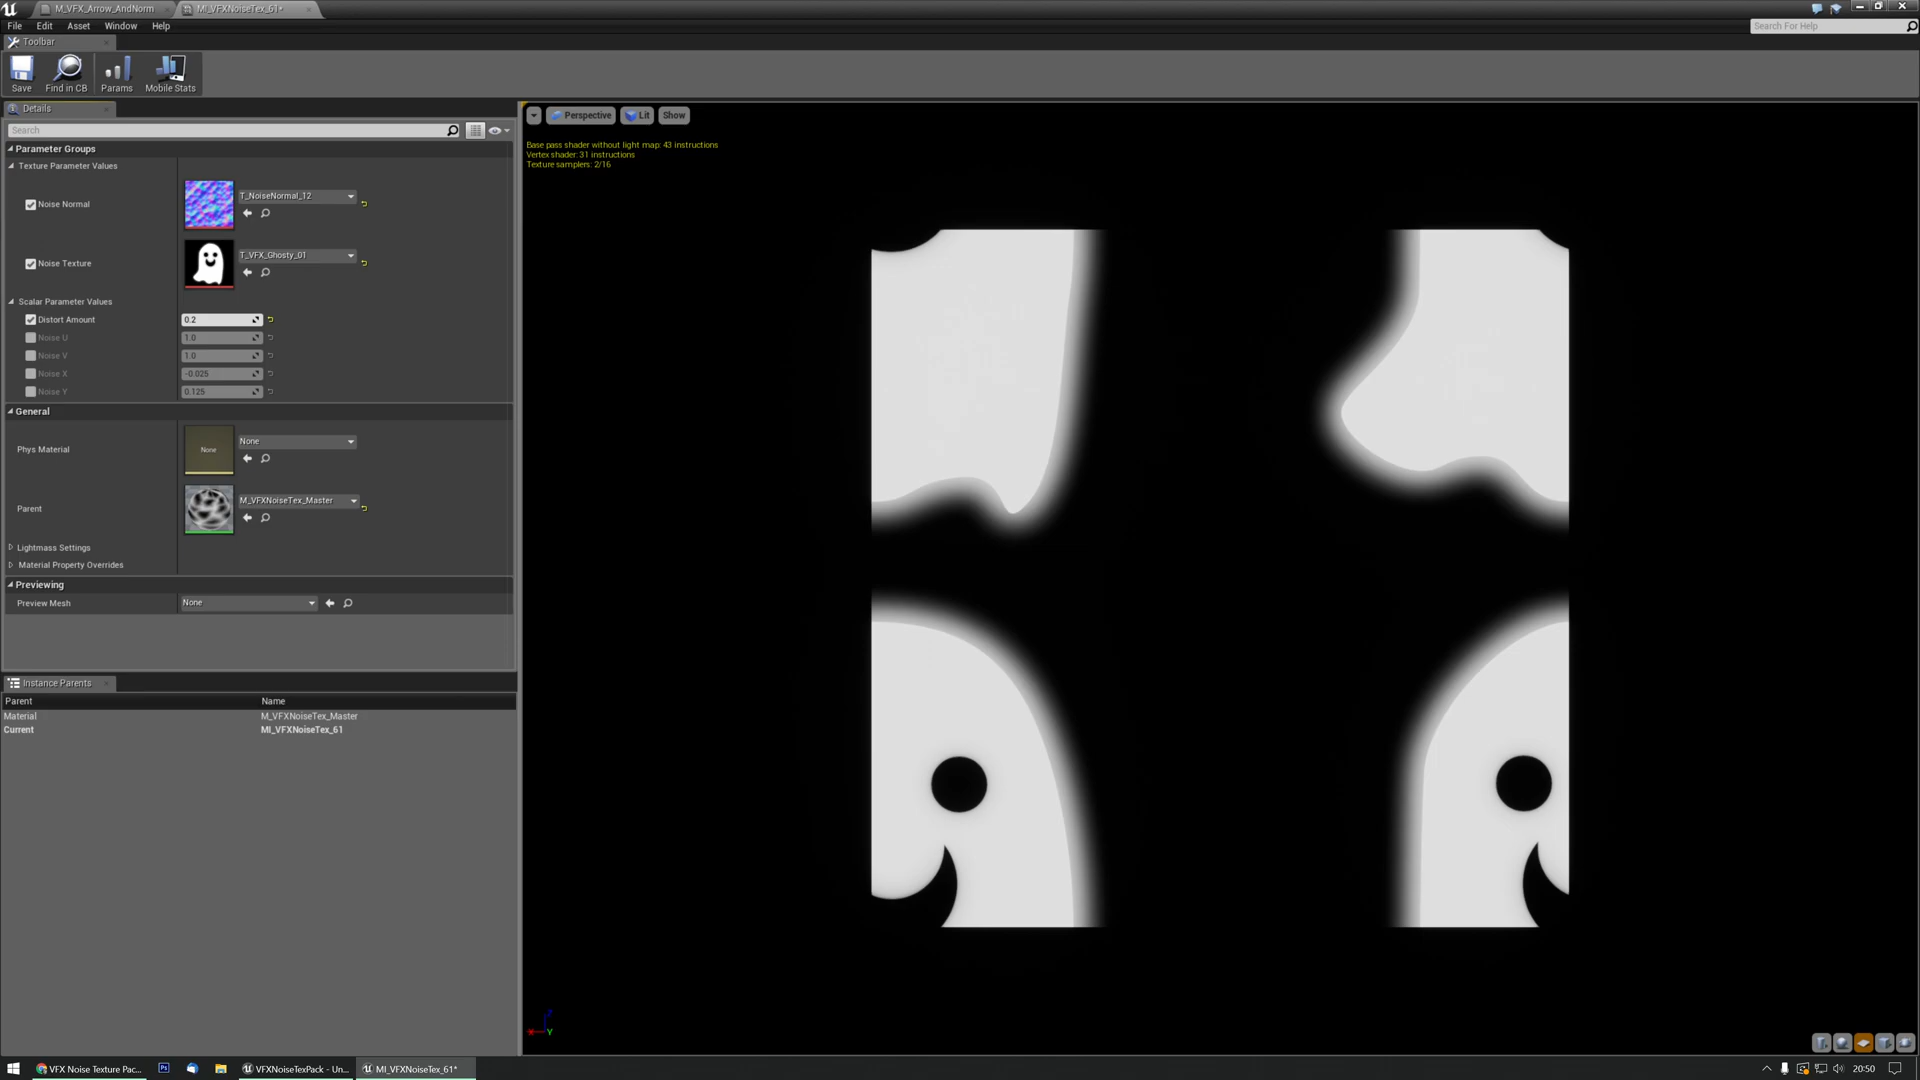 M_VFX_Arrow_AndNorm
MI_VFXNoiseTex_61*
File Edit Asset Window Help
Search For Help
Toolbar
Save Find in CB Params Mobile Stats
Details
Search
Perspective Lit Show
Base pass shader without light map: 43 instructions
Vertex shader: 31 instructions
Texture samplers: 2/16
Parameter Groups
Texture Parameter Values
Noise Normal
T_NoiseNormal_12
Noise Texture
T_VFX_Ghosty_01
Scalar Parameter Values
Distort Amount 0.2
Noise U 1.0
Noise V 1.0
Noise X -0.025
Noise Y 0.125
General
Phys Material
None
None
Parent
M_VFXNoiseTex_Master
Lightmass Settings
Material Property Overrides
Previewing
Preview Mesh None
Instance Parents
Parent Name
Material M_VFXNoiseTex_Master
Current MI_VFXNoiseTex_61
Z
X
Y
VFX Noise Texture Pac...
Ps
VFXNoiseTexPack - Un...
MI_VFXNoiseTex_61*
20:50